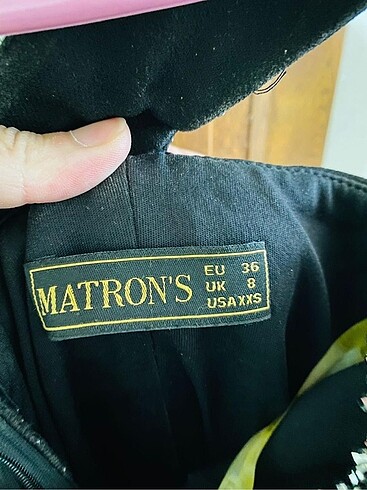 MATRON'S
EU 36
UK 8
USA XXS